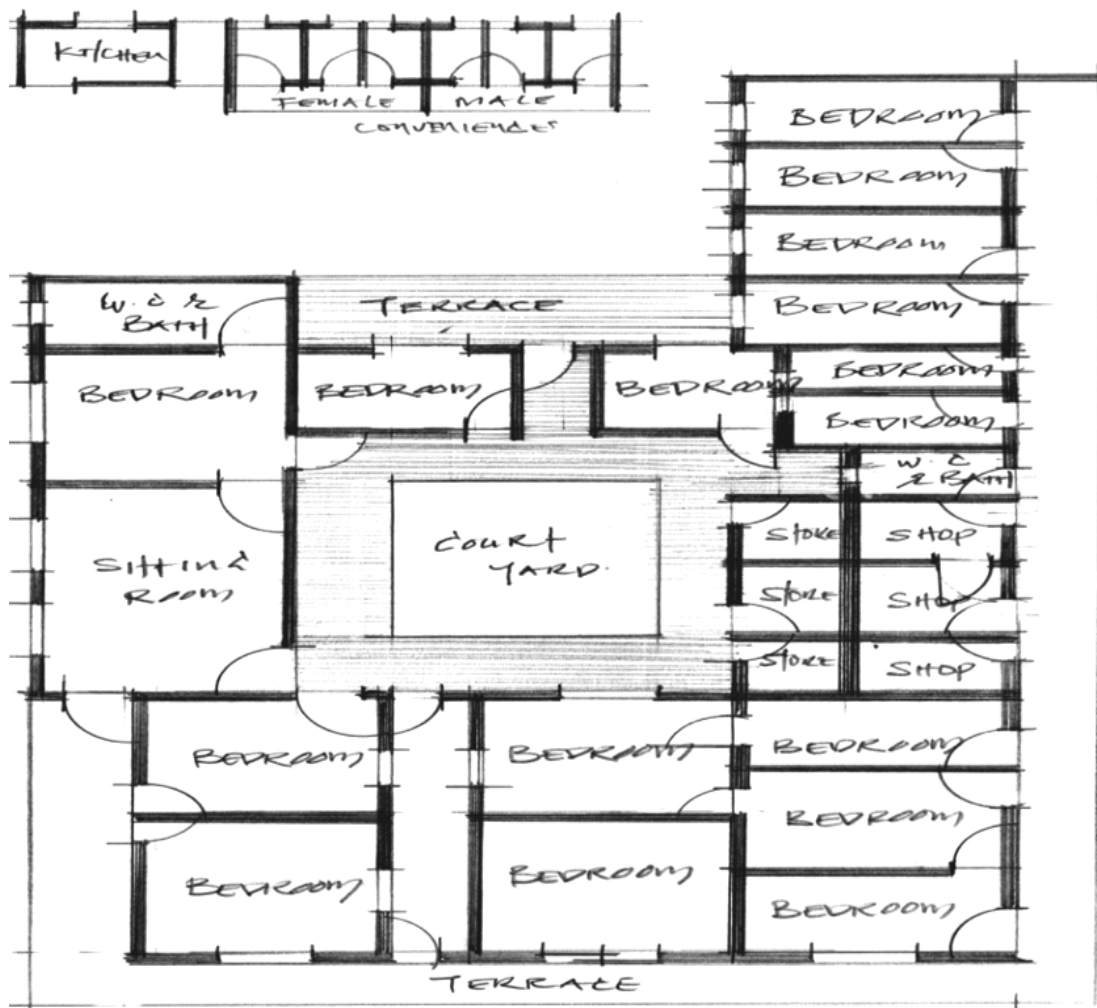 KITCHEN
FEMALE
MALE
CONVENIENCES
BEDROOM
BEDROOM
BEDROOM
BEDROOM
W. C &
BATH
TERRACE
BEDROOM
BEDROOM
BEDROOM
BEDROOM
BEDROOM
W. C
& BATH
SITTING
ROOM
COURT
YARD.
STORE
SHOP
STORE
SHOP
STORE
SHOP
BEDROOM
BEDROOM
BEDROOM
BEDROOM
BEDROOM
BEDROOM
BEDROOM
TERRACE